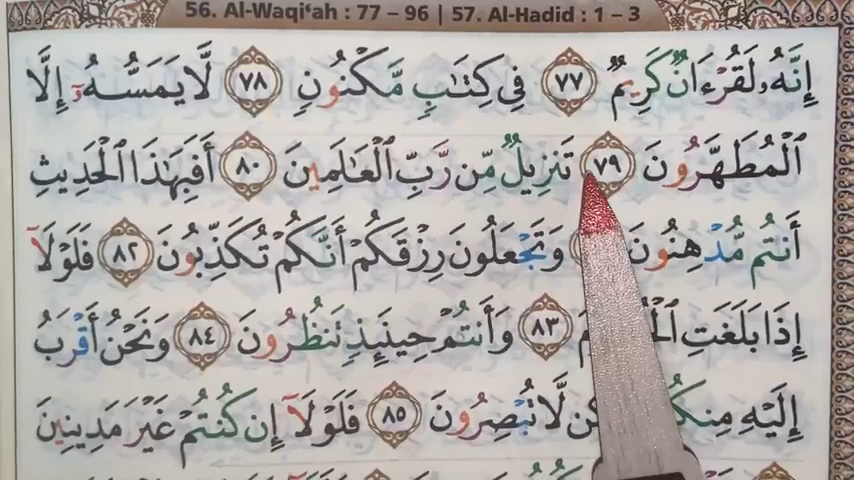 56. Al-Waqi‘ah : 77 – 96 | 57. Al-Hadid : 1 – 3
إِنَّهُۥ لَقُرْءَانٌ كَرِيمٌ ٧٧ فِي كِتَٰبٍ مَّكْنُونٍ ٧٨ لَّا يَمَسُّهُۥٓ إِلَّا
ٱلْمُطَهَّرُونَ ٧٩ تَنزِيلٌ مِّن رَّبِّ ٱلْعَٰلَمِينَ ٨٠ أَفَبِهَٰذَا ٱلْحَدِيثِ
أَنتُم مُّدْهِنُونَ وَتَجْعَلُونَ رِزْقَكُمْ أَنَّكُمْ تُكَذِّبُونَ ٨٢ فَلَوْلَآ
إِذَا بَلَغَتِ ٨٣ وَأَنتُمْ حِينَئِذٍ تَنظُرُونَ ٨٤ وَنَحْنُ أَقْرَبُ
إِلَيْهِ لَّا تُبْصِرُونَ ٨٥ فَلَوْلَآ إِن كُنتُمْ غَيْرَ مَدِينِينَ